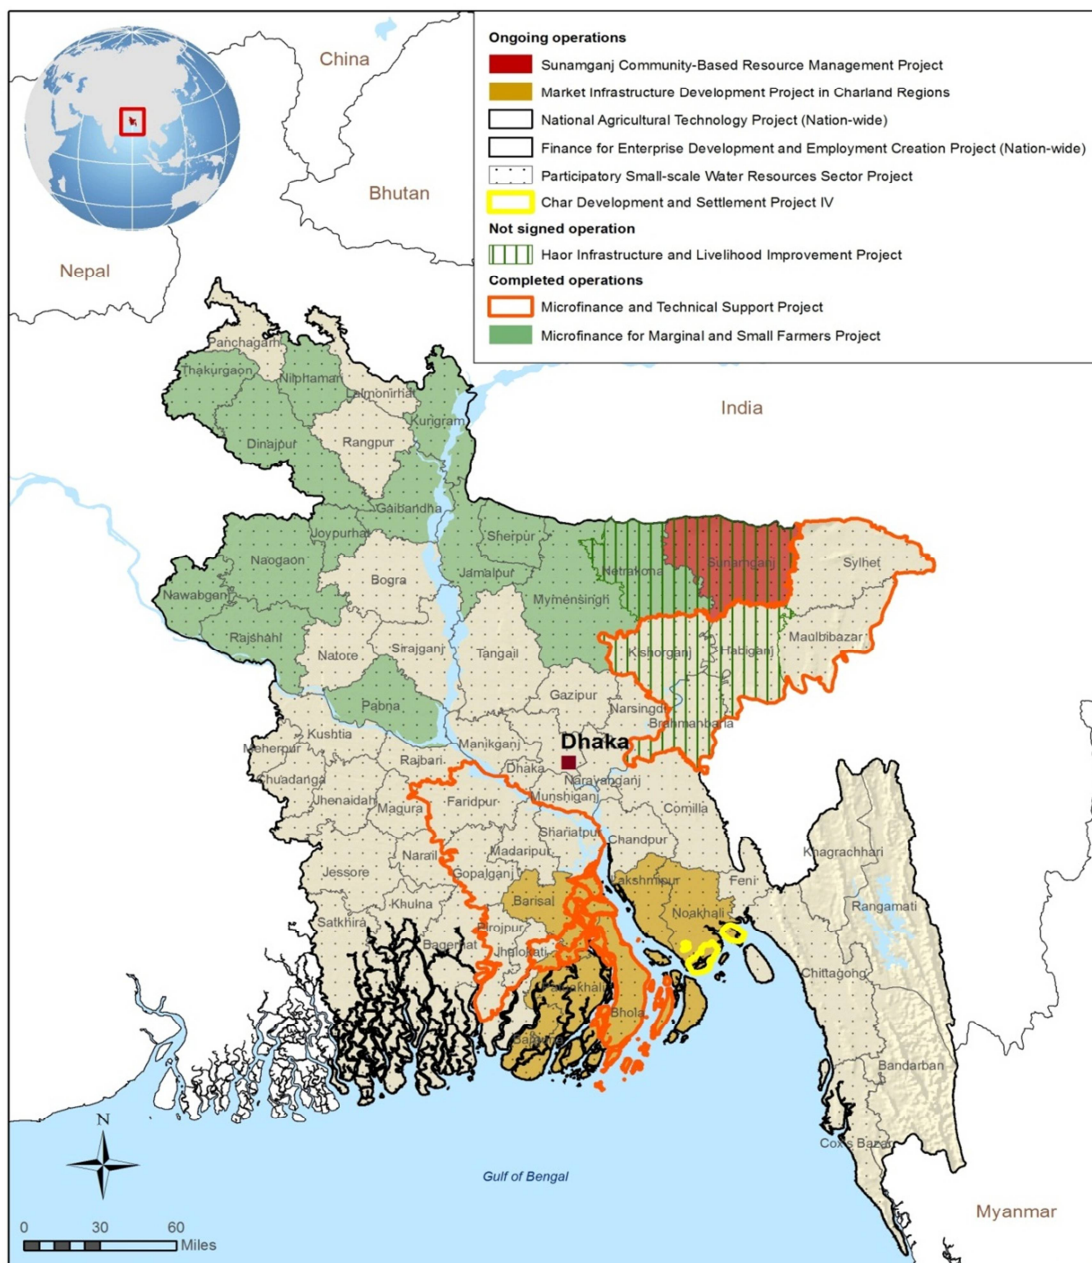 China
Bhutan
Nepal
Ongoing operations
Sunamganj Community-Based Resource Management Project
Market Infrastructure Development Project in Charland Regions
National Agricultural Technology Project (Nation-wide)
Finance for Enterprise Development and Employment Creation Project (Nation-wide)
Participatory Small-scale Water Resources Sector Project
Char Development and Settlement Project IV
Not signed operation
Haor Infrastructure and Livelihood Improvement Project
Completed operations
Microfinance and Technical Support Project
Microfinance for Marginal and Small Farmers Project
India
Panchagarh
Thakurgaon
Nilphamari
Lalmonirhat
Kurigram
Dinajpur
Rangpur
Gaibandha
Joypurhat
Sherpur
Naogaon
Bogra
Jamalpur
Netrakona
Sunamganj
Sylhet
Nawabganj
Mymensingh
Rajshahi
Natore
Sirajganj
Tangail
Kishorganj
Habiganj
Maulbibazar
Pabna
Gazipur
Narsingdi
Brahmanbaria
Kushtia
Meherpur
Manikganj
Dhaka
Rajbari
Dhaka
Chuadanga
Narayanganj
Jhenaidah
Magura
Faridpur
Munshiganj
Comilla
Shariatpur
Chandpur
Narail
Madaripur
Khagrachhari
Jessore
Gopalganj
Lakshmipur
Feni
Rangamati
Khulna
Barisal
Noakhali
Satkhira
Pirojpur
Bagerhat
Jhalokati
Chittagong
Patuakhali
Bhola
Barguna
Bandarban
Cox's Bazar
N
Gulf of Bengal
Myanmar
0 30 60
Miles